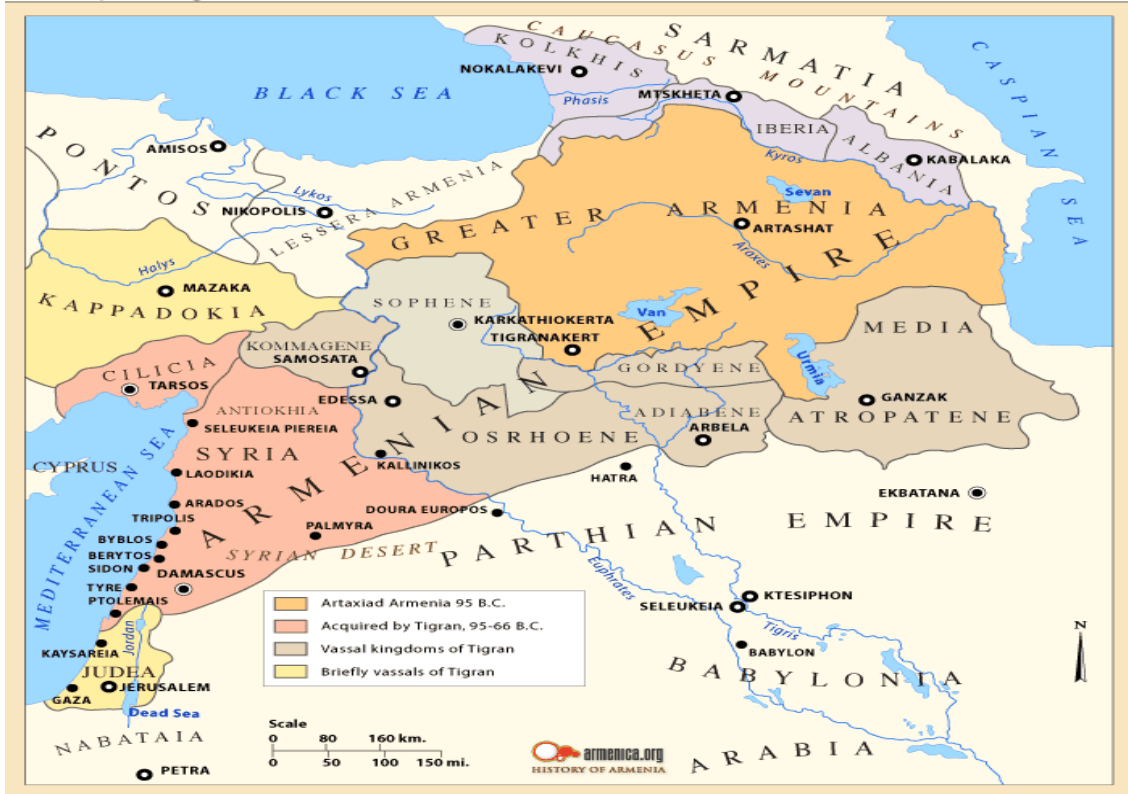 SARMATIA
CAUCASUS MOUNTAINS
KOLKHIS
NOKALAKEVI
Phasis
MTSKHETA
IBERIA
ALBANIA
KABALAKA
Kyros
CASPIAN SEA
BLACK SEA
PONTOS
AMISOS
Lykos
NIKOPOLIS
LESSERA ARMENIA
Halys
MAZAKA
KAPPADOKIA
GREATER ARMENIA
Sevan
ARTASHAT
Araxes
ARMENIAN EMPIRE
SOPHENE
KARKATHIOKERTA
TIGRANAKERT
Van
Urmia
MEDIA
ATROPATENE
GANZAK
KOMMAGENE
SAMOSATA
CILICIA
TARSOS
EDESSA
GORDYENE
ADIABENE
ARBELA
OSRHOENE
ANTIOKHIA
SELEUKEIA PIEREIA
SYRIA
KALLINIKOS
HATRA
CYPRUS
MEDITERRANEAN SEA
LAODIKIA
ARADOS
TRIPOLIS
BYBLOS
BERYTOS
SIDON
DAMASCUS
TYRE
PTOLEMAIS
PALMYRA
DOURA EUROPOS
SYRIAN DESERT
EKBATANA
PARTHIAN EMPIRE
Euphrates
KTESIPHON
SELEUKEIA
Tigris
BABYLON
BABYLONIA
ARABIA
KAYSAREIA
Jordan
JUDEA
JERUSALEM
GAZA
Dead Sea
NABATAIA
PETRA
Artaxiad Armenia 95 B.C.
Acquired by Tigran, 95-66 B.C.
Vassal kingdoms of Tigran
Briefly vassals of Tigran
Scale
0 80 160 km.
0 50 100 150 mi.
armenica.org
HISTORY OF ARMENIA
N